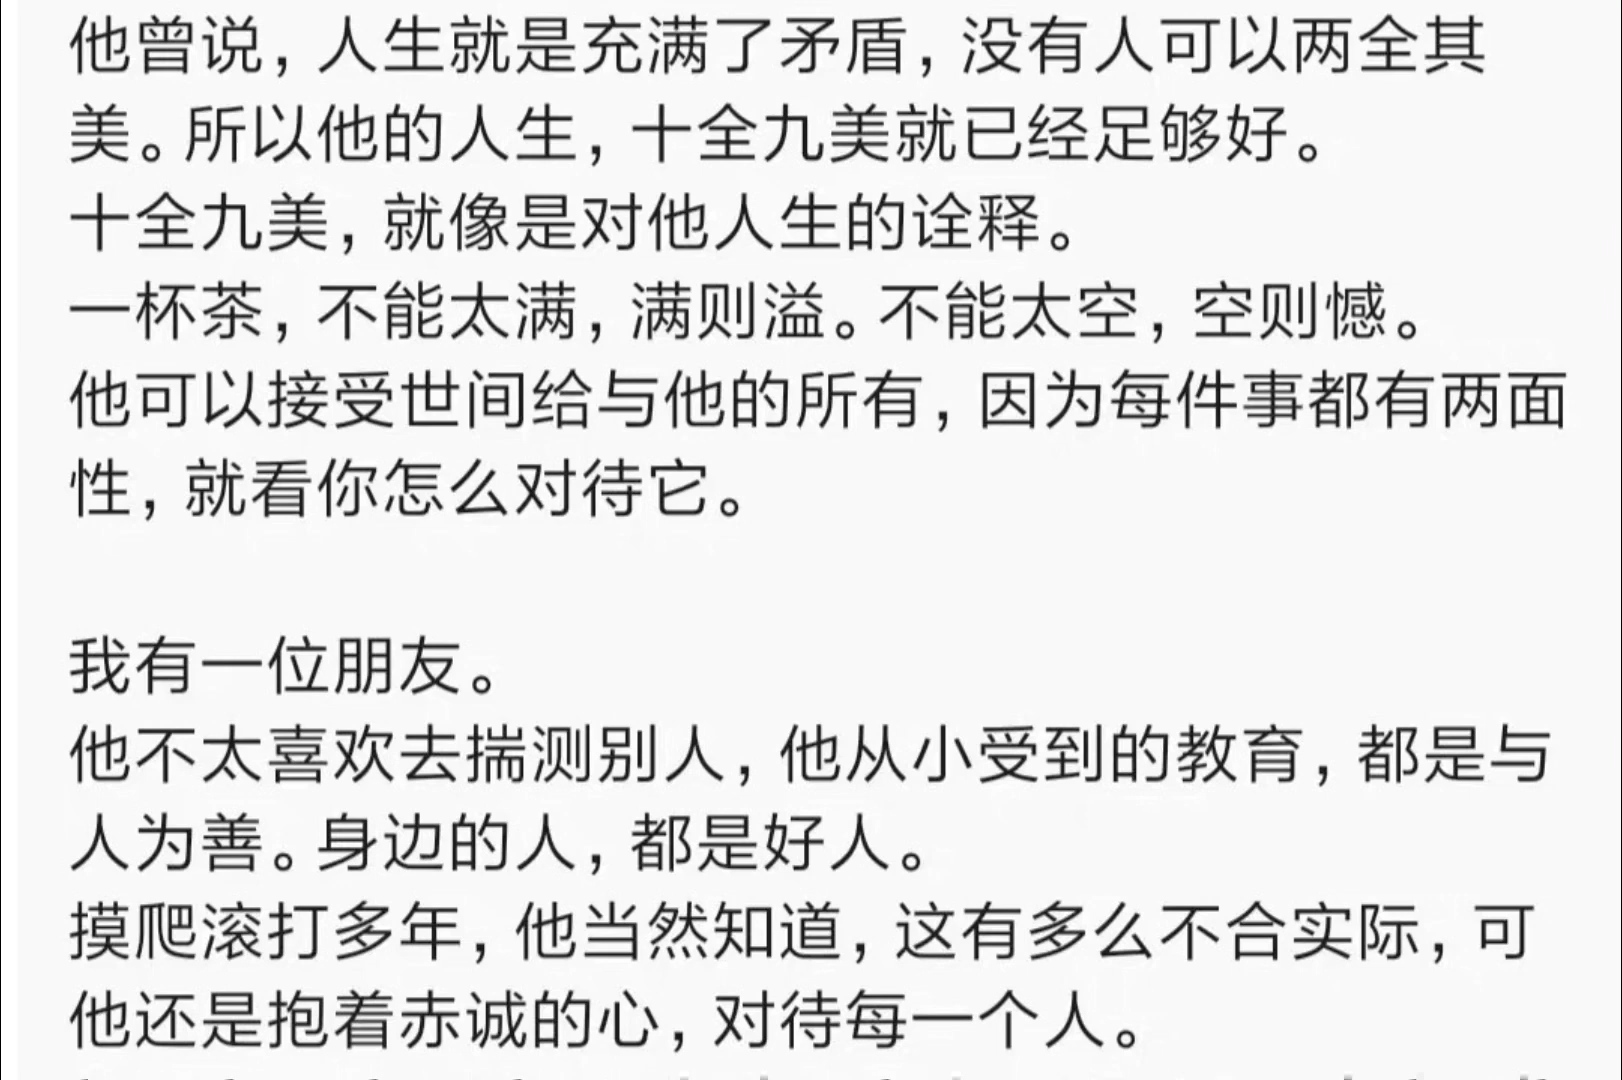 他曾说，人生就是充满了矛盾，没有人可以两全其
美。所以他的人生，十全九美就已经足够好。
十全九美，就像是对他人生的诠释。
一杯茶，不能太满，满则溢。不能太空，空则憾。
他可以接受世间给与他的所有，因为每件事都有两面
性，就看你怎么对待它。
我有一位朋友。
他不太喜欢去揣测别人，他从小受到的教育，都是与
人为善。身边的人，都是好人。
摸爬滚打多年，他当然知道，这有多么不合实际，可
他还是抱着赤诚的心，对待每一个人。